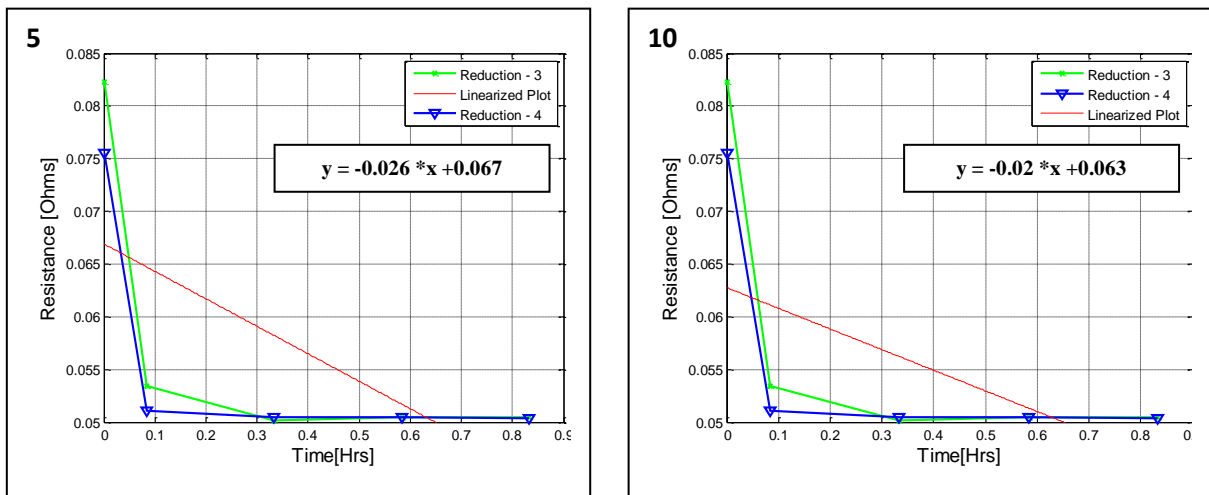 5
0.085
0.08
0.075
0.07
0.065
0.06
0.055
0.05
Resistance [Ohms]
Reduction - 3
Linearized Plot
Reduction - 4
y = -0.026 *x +0.067
0 0.1 0.2 0.3 0.4 0.5 0.6 0.7 0.8 0.9
Time[Hrs]
10
0.085
0.08
0.075
0.07
0.065
0.06
0.055
0.05
Resistance [Ohms]
Reduction - 3
Reduction - 4
Linearized Plot
y = -0.02 *x +0.063
0 0.1 0.2 0.3 0.4 0.5 0.6 0.7 0.8 0.
Time[Hrs]